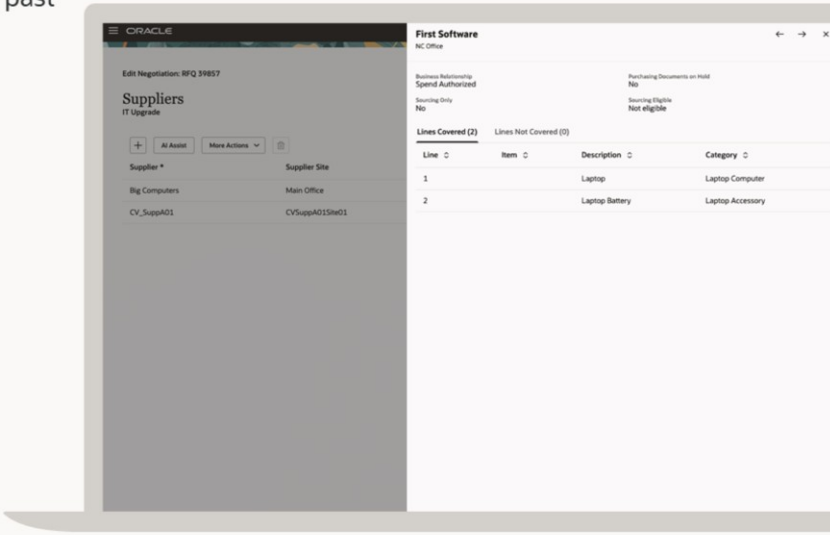 past
ORACLE
Edit Negotiation: RFQ 39857
Suppliers
IT Upgrade
+ AI Assist More Actions
Supplier * Supplier Site
Big Computers Main Office
CV_SuppA01 CVSuppA01Site01
First Software
NC Office
Business Relationship
Spend Authorized
Purchasing Documents on Hold
No
Sourcing Only
No
Sourcing Eligible
Not eligible
Lines Covered (2) Lines Not Covered (0)
Line Item Description Category
1 Laptop Laptop Computer
2 Laptop Battery Laptop Accessory